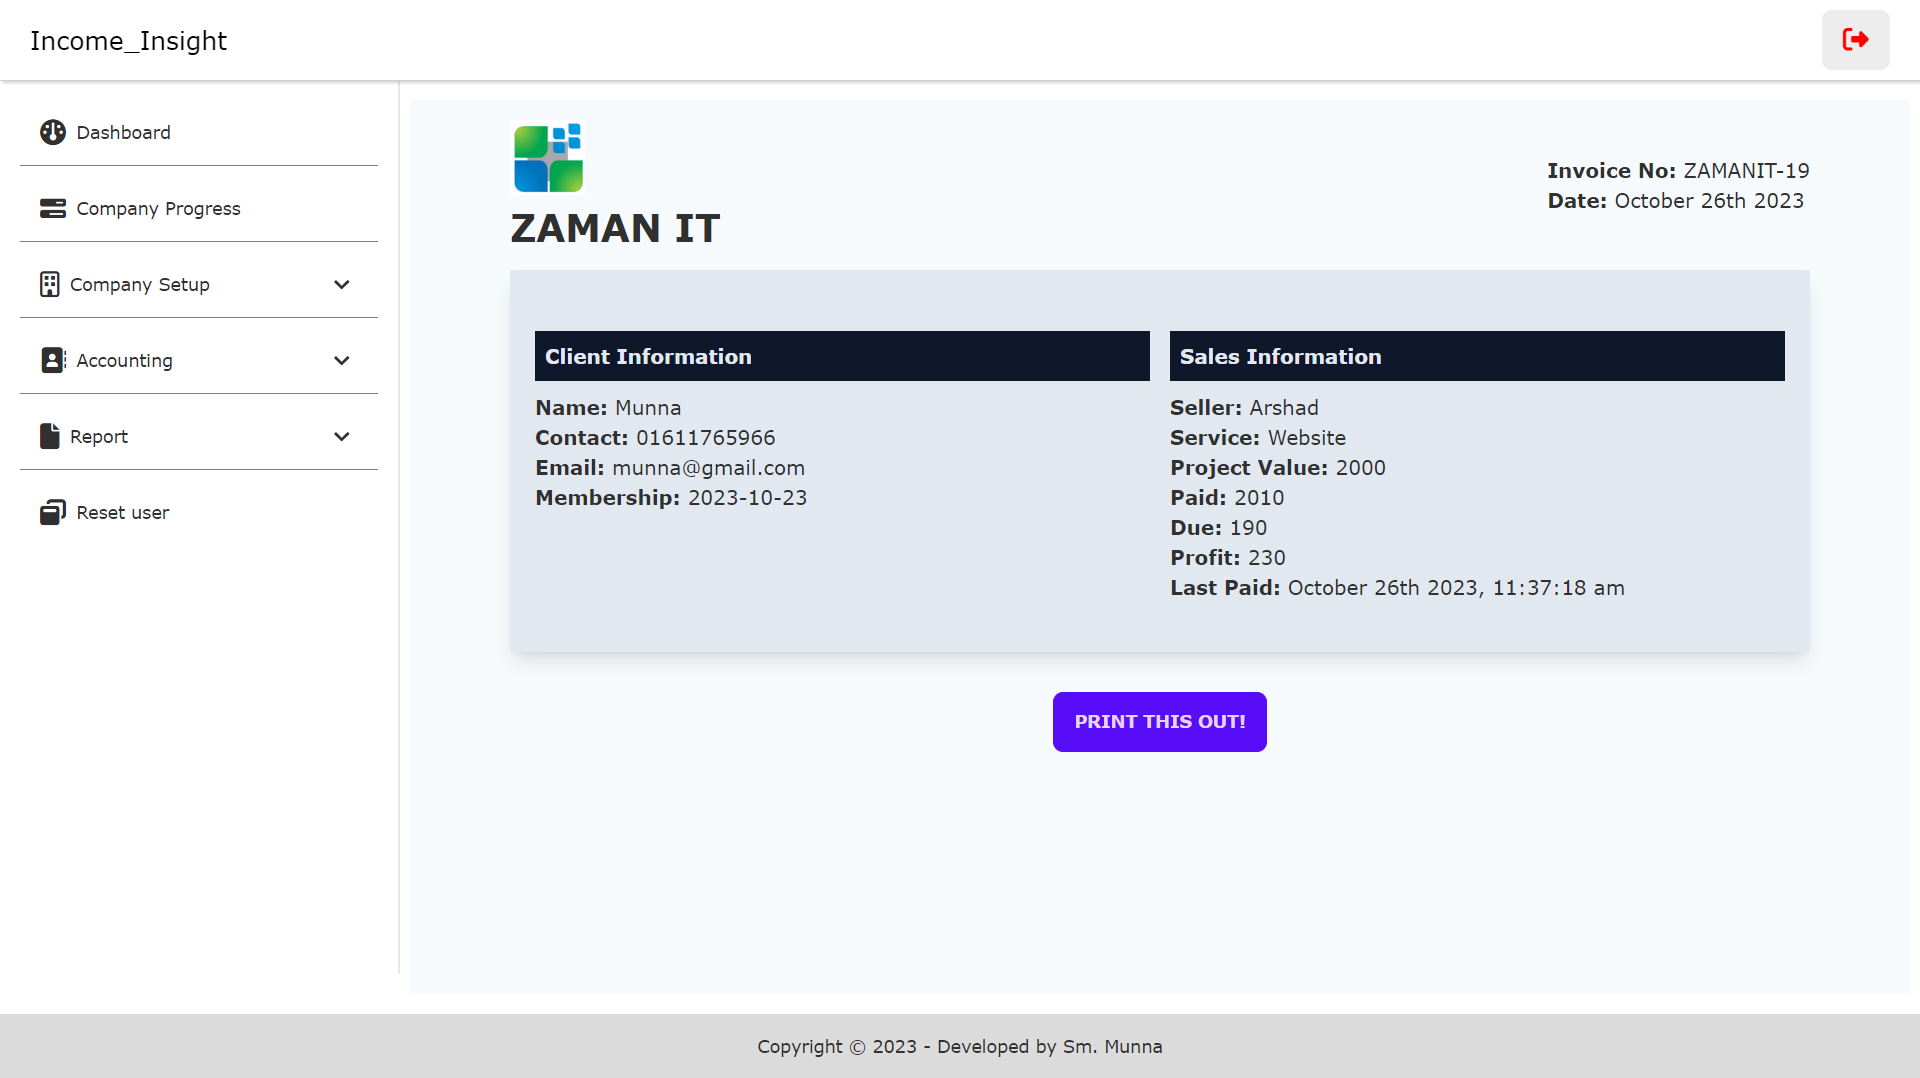 Income_Insight
Dashboard
Company Progress
Company Setup
Accounting
Report
Reset user
ZAMAN IT
Invoice No: ZAMANIT-19
Date: October 26th 2023
Client Information
Name: Munna
Contact: 01611765966
Email: munna@gmail.com
Membership: 2023-10-23
Sales Information
Seller: Arshad
Service: Website
Project Value: 2000
Paid: 2010
Due: 190
Profit: 230
Last Paid: October 26th 2023, 11:37:18 am
PRINT THIS OUT!
Copyright © 2023 - Developed by Sm. Munna